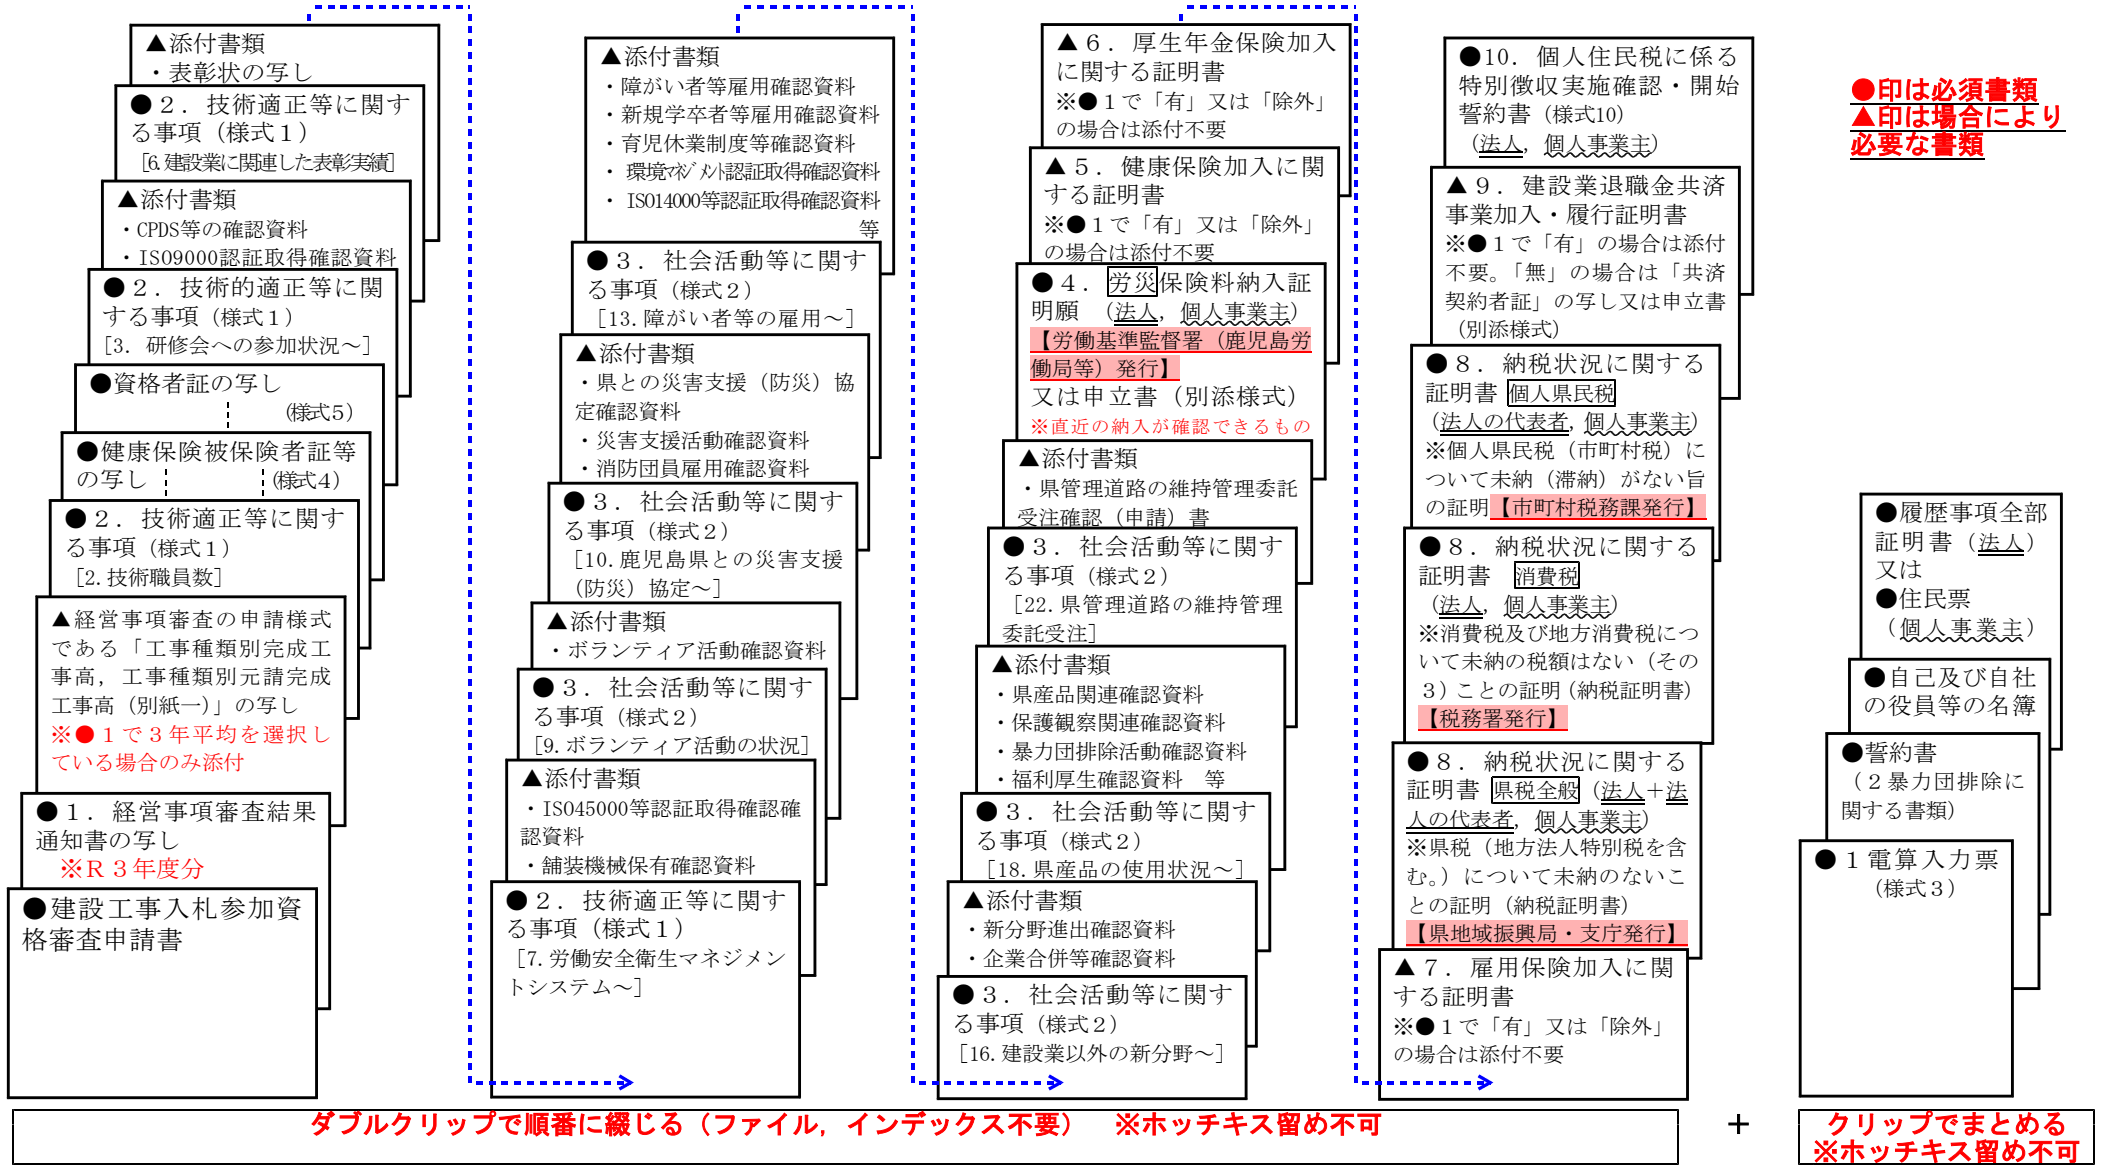 ▲添付書類
・表彰状の写し
●２．技術適正等に関す
る事項（様式１）
［6.建設業に関連した表彰実績］
▲添付書類
・CPDS等の確認資料
・ISO9000認証取得確認資料
●２．技術的適正等に関
する事項（様式１）
［3．研修会への参加状況～］
●資格者証の写し
（様式５）
●健康保険被保険者証等
の写し　（様式４）
●２．技術適正等に関す
る事項（様式１）
［2.技術職員数］
▲経営事項審査の申請様式
である「工事種類別完成工
事高，工事種類別元請完成
工事高（別紙一）」の写し
※●１で３年平均を選択し
ている場合のみ添付
●１．経営事項審査結果
通知書の写し
※Ｒ３年度分
●建設工事入札参加資
格審査申請書
▲添付書類
・障がい者等雇用確認資料
・新規学卒者等雇用確認資料
・育児休業制度等確認資料
・環境ﾏﾈｼﾞﾒﾝﾄ認証取得確認資料
・ISO14000等認証取得確認資料
等
●３．社会活動等に関す
る事項（様式２）
［13.障がい者等の雇用～］
▲添付書類
・県との災害支援（防災）協
定確認資料
・災害支援活動確認資料
・消防団員雇用確認資料
●３．社会活動等に関す
る事項（様式２）
［10.鹿児島県との災害支援
（防災）協定～］
▲添付書類
・ボランティア活動確認資料
●３．社会活動等に関す
る事項（様式２）
［9.ボランティア活動の状況］
▲添付書類
・ISO45000等認証取得確認確
認資料
・舗装機械保有確認資料
●２．技術適正等に関す
る事項（様式１）
［7.労働安全衛生マネジメン
トシステム～］
▲６．厚生年金保険加入
に関する証明書
※●１で「有」又は「除外」
の場合は添付不要
▲５．健康保険加入に関
する証明書
※●１で「有」又は「除外」
の場合は添付不要
●４．労災保険料納入証
明願　（法人，個人事業主）
【労働基準監督署（鹿児島労
働局等）発行】
又は申立書（別添様式）
※直近の納入が確認できるもの
▲添付書類
・県管理道路の維持管理委託
受注確認（申請）書
●３．社会活動等に関す
る事項（様式２）
［22.県管理道路の維持管理
委託受注］
▲添付書類
・県産品関連確認資料
・保護観察関連確認資料
・暴力団排除活動確認資料
・福利厚生確認資料　等
●３．社会活動等に関す
る事項（様式２）
［18.県産品の使用状況～］
▲添付書類
・新分野進出確認資料
・企業合併等確認資料
●３．社会活動等に関す
る事項（様式２）
［16.建設業以外の新分野～］
●10．個人住民税に係る
特別徴収実施確認・開始
誓約書（様式10）
（法人，個人事業主）
▲９．建設業退職金共済
事業加入・履行証明書
※●１で「有」の場合は添付
不要。「無」の場合は「共済
契約者証」の写し又は申立書
（別添様式）
●８．納税状況に関する
証明書 個人県民税
（法人の代表者，個人事業主）
※個人県民税（市町村税）に
ついて未納（滞納）がない旨
の証明【市町村税務課発行】
●８．納税状況に関する
証明書　消費税
（法人，個人事業主）
※消費税及び地方消費税につ
いて未納の税額はない（その
３）ことの証明（納税証明書）
【税務署発行】
●８．納税状況に関する
証明書 県税全般（法人＋法
人の代表者，個人事業主）
※県税（地方法人特別税を含
む。）について未納のないこ
との証明（納税証明書）
【県地域振興局・支庁発行】
▲７．雇用保険加入に関
する証明書
※●１で「有」又は「除外」
の場合は添付不要
●印は必須書類
▲印は場合により
必要な書類
●履歴事項全部
証明書（法人）
又は
●住民票
（個人事業主）
●自己及び自社
の役員等の名簿
●誓約書
（２暴力団排除に
関する書類）
●１電算入力票
（様式３）
ダブルクリップで順番に綴じる（ファイル，インデックス不要）　※ホッチキス留め不可
＋
クリップでまとめる
※ホッチキス留め不可